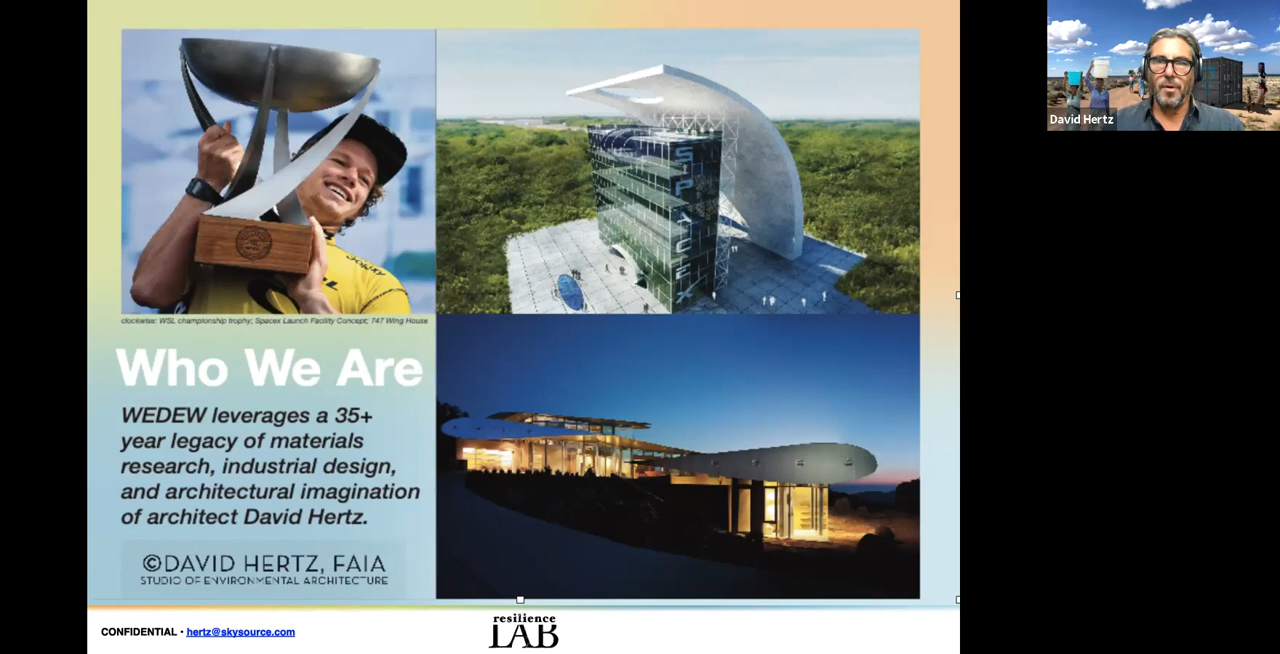 clockwise: WSL championship trophy; Spacex Launch Facility Concept; 747 Wing House
SPACEX
Who We Are
WEDEW leverages a 35+
year legacy of materials
research, industrial design,
and architectural imagination
of architect David Hertz.
©DAVID HERTZ, FAIA
STUDIO OF ENVIRONMENTAL ARCHITECTURE
CONFIDENTIAL · hertz@skysource.com
resilience
LAB
David Hertz